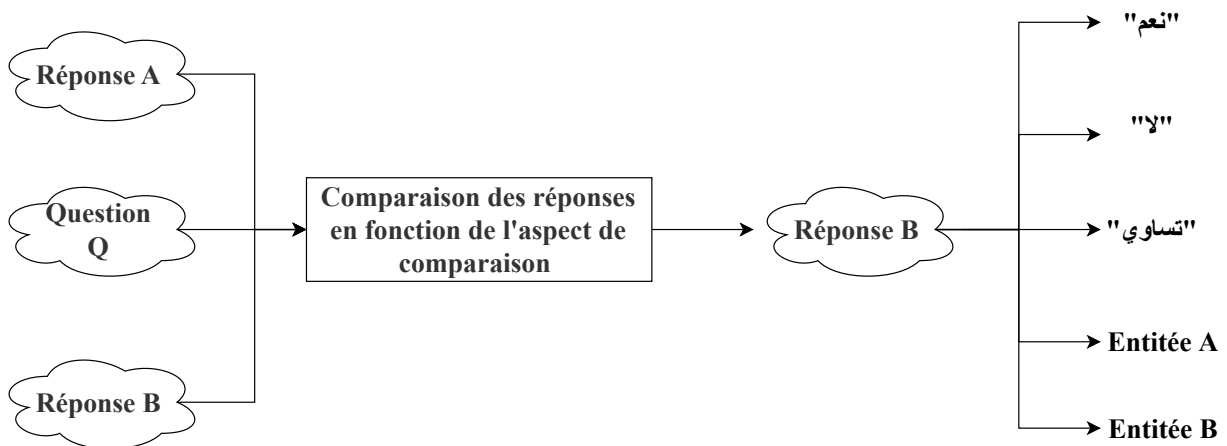 Réponse A
Question
Q
Réponse B
Comparaison des réponses
en fonction de l'aspect de
comparaison
Réponse B
"نعم"
"لا"
"تساوي"
Entitée A
Entitée B